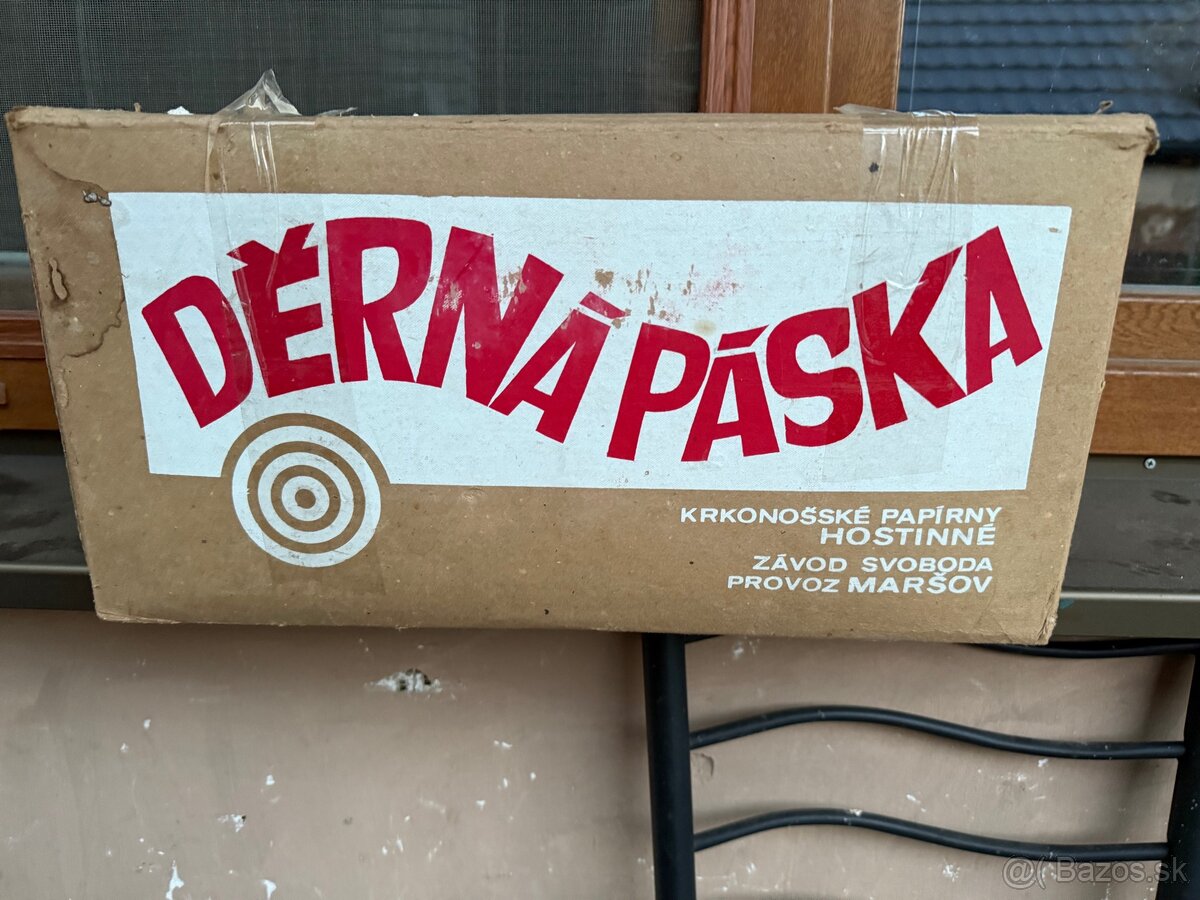 DĚRNÁ PÁSKA
KRKONOŠSKÉ PAPÍRNY
HOSTINNÉ
ZÁVOD SVOBODA
PROVOZ MARŠOV
@( Bazos.sk